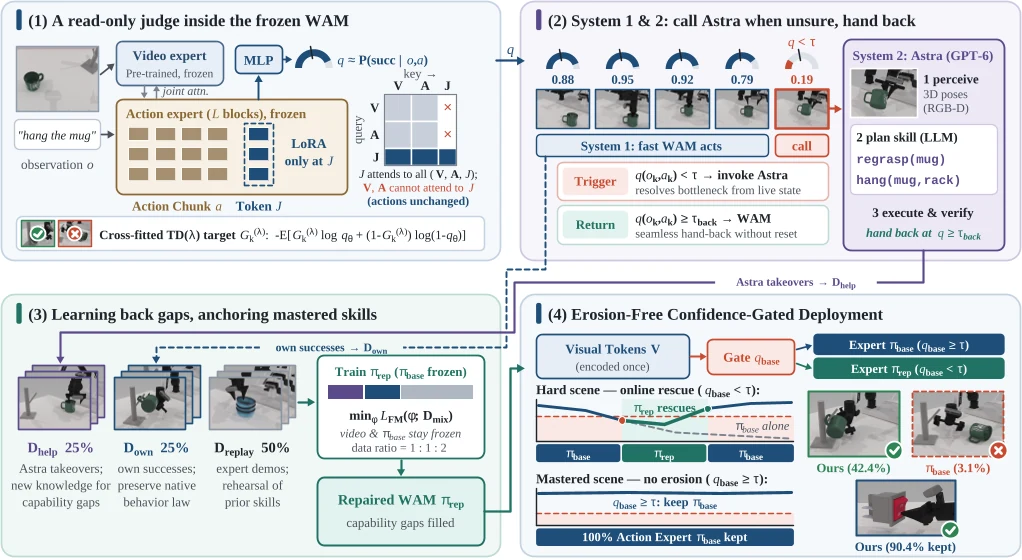 (1) A read-only judge inside the frozen WAM
Video expert
Pre-trained, frozen
joint attn.
MLP
q ≈ P(succ | o,a)
key →
V A J
query
V
A
J
×
×
"hang the mug"
observation o
Action expert (L blocks), frozen
LoRA
only at J
Action Chunk a
Token J
J attends to all (V, A, J);
V, A cannot attend to J
(actions unchanged)
Cross-fitted TD(λ) target Gₖ⁽λ⁾: -E[Gₖ⁽λ⁾ log qθ + (1-Gₖ⁽λ⁾) log(1-qθ)]
q
(2) System 1 & 2: call Astra when unsure, hand back
q < τ
0.88
0.95
0.92
0.79
0.19
System 1: fast WAM acts
call
Trigger
q(oₖ,aₖ) < τ → invoke Astra
resolves bottleneck from live state
Return
q(oₖ,aₖ) ≥ τback → WAM
seamless hand-back without reset
System 2: Astra (GPT-6)
1 perceive
3D poses
(RGB-D)
2 plan skill (LLM)
regrasp(mug)
hang(mug,rack)
3 execute & verify
hand back at q ≥ τback
Astra takeovers → Dhelp
(3) Learning back gaps, anchoring mastered skills
own successes → Down
Dhelp 25%
Astra takeovers;
new knowledge for
capability gaps
Down 25%
own successes;
preserve native
behavior law
Dreplay 50%
expert demos;
rehearsal of
prior skills
Train πrep (πbase frozen)
minφ LFM(φ; Dmix)
video & πbase stay frozen
data ratio = 1 : 1 : 2
Repaired WAM πrep
capability gaps filled
(4) Erosion-Free Confidence-Gated Deployment
Visual Tokens V
(encoded once)
Gate qbase
Expert πbase (qbase ≥ τ)
Expert πrep (qbase < τ)
Hard scene — online rescue (qbase < τ):
πrep rescues
πbase alone
πbase
πrep
πbase
Mastered scene — no erosion (qbase ≥ τ):
qbase ≥ τ: keep πbase
100% Action Expert πbase kept
Ours (42.4%)
πbase (3.1%)
Ours (90.4% kept)